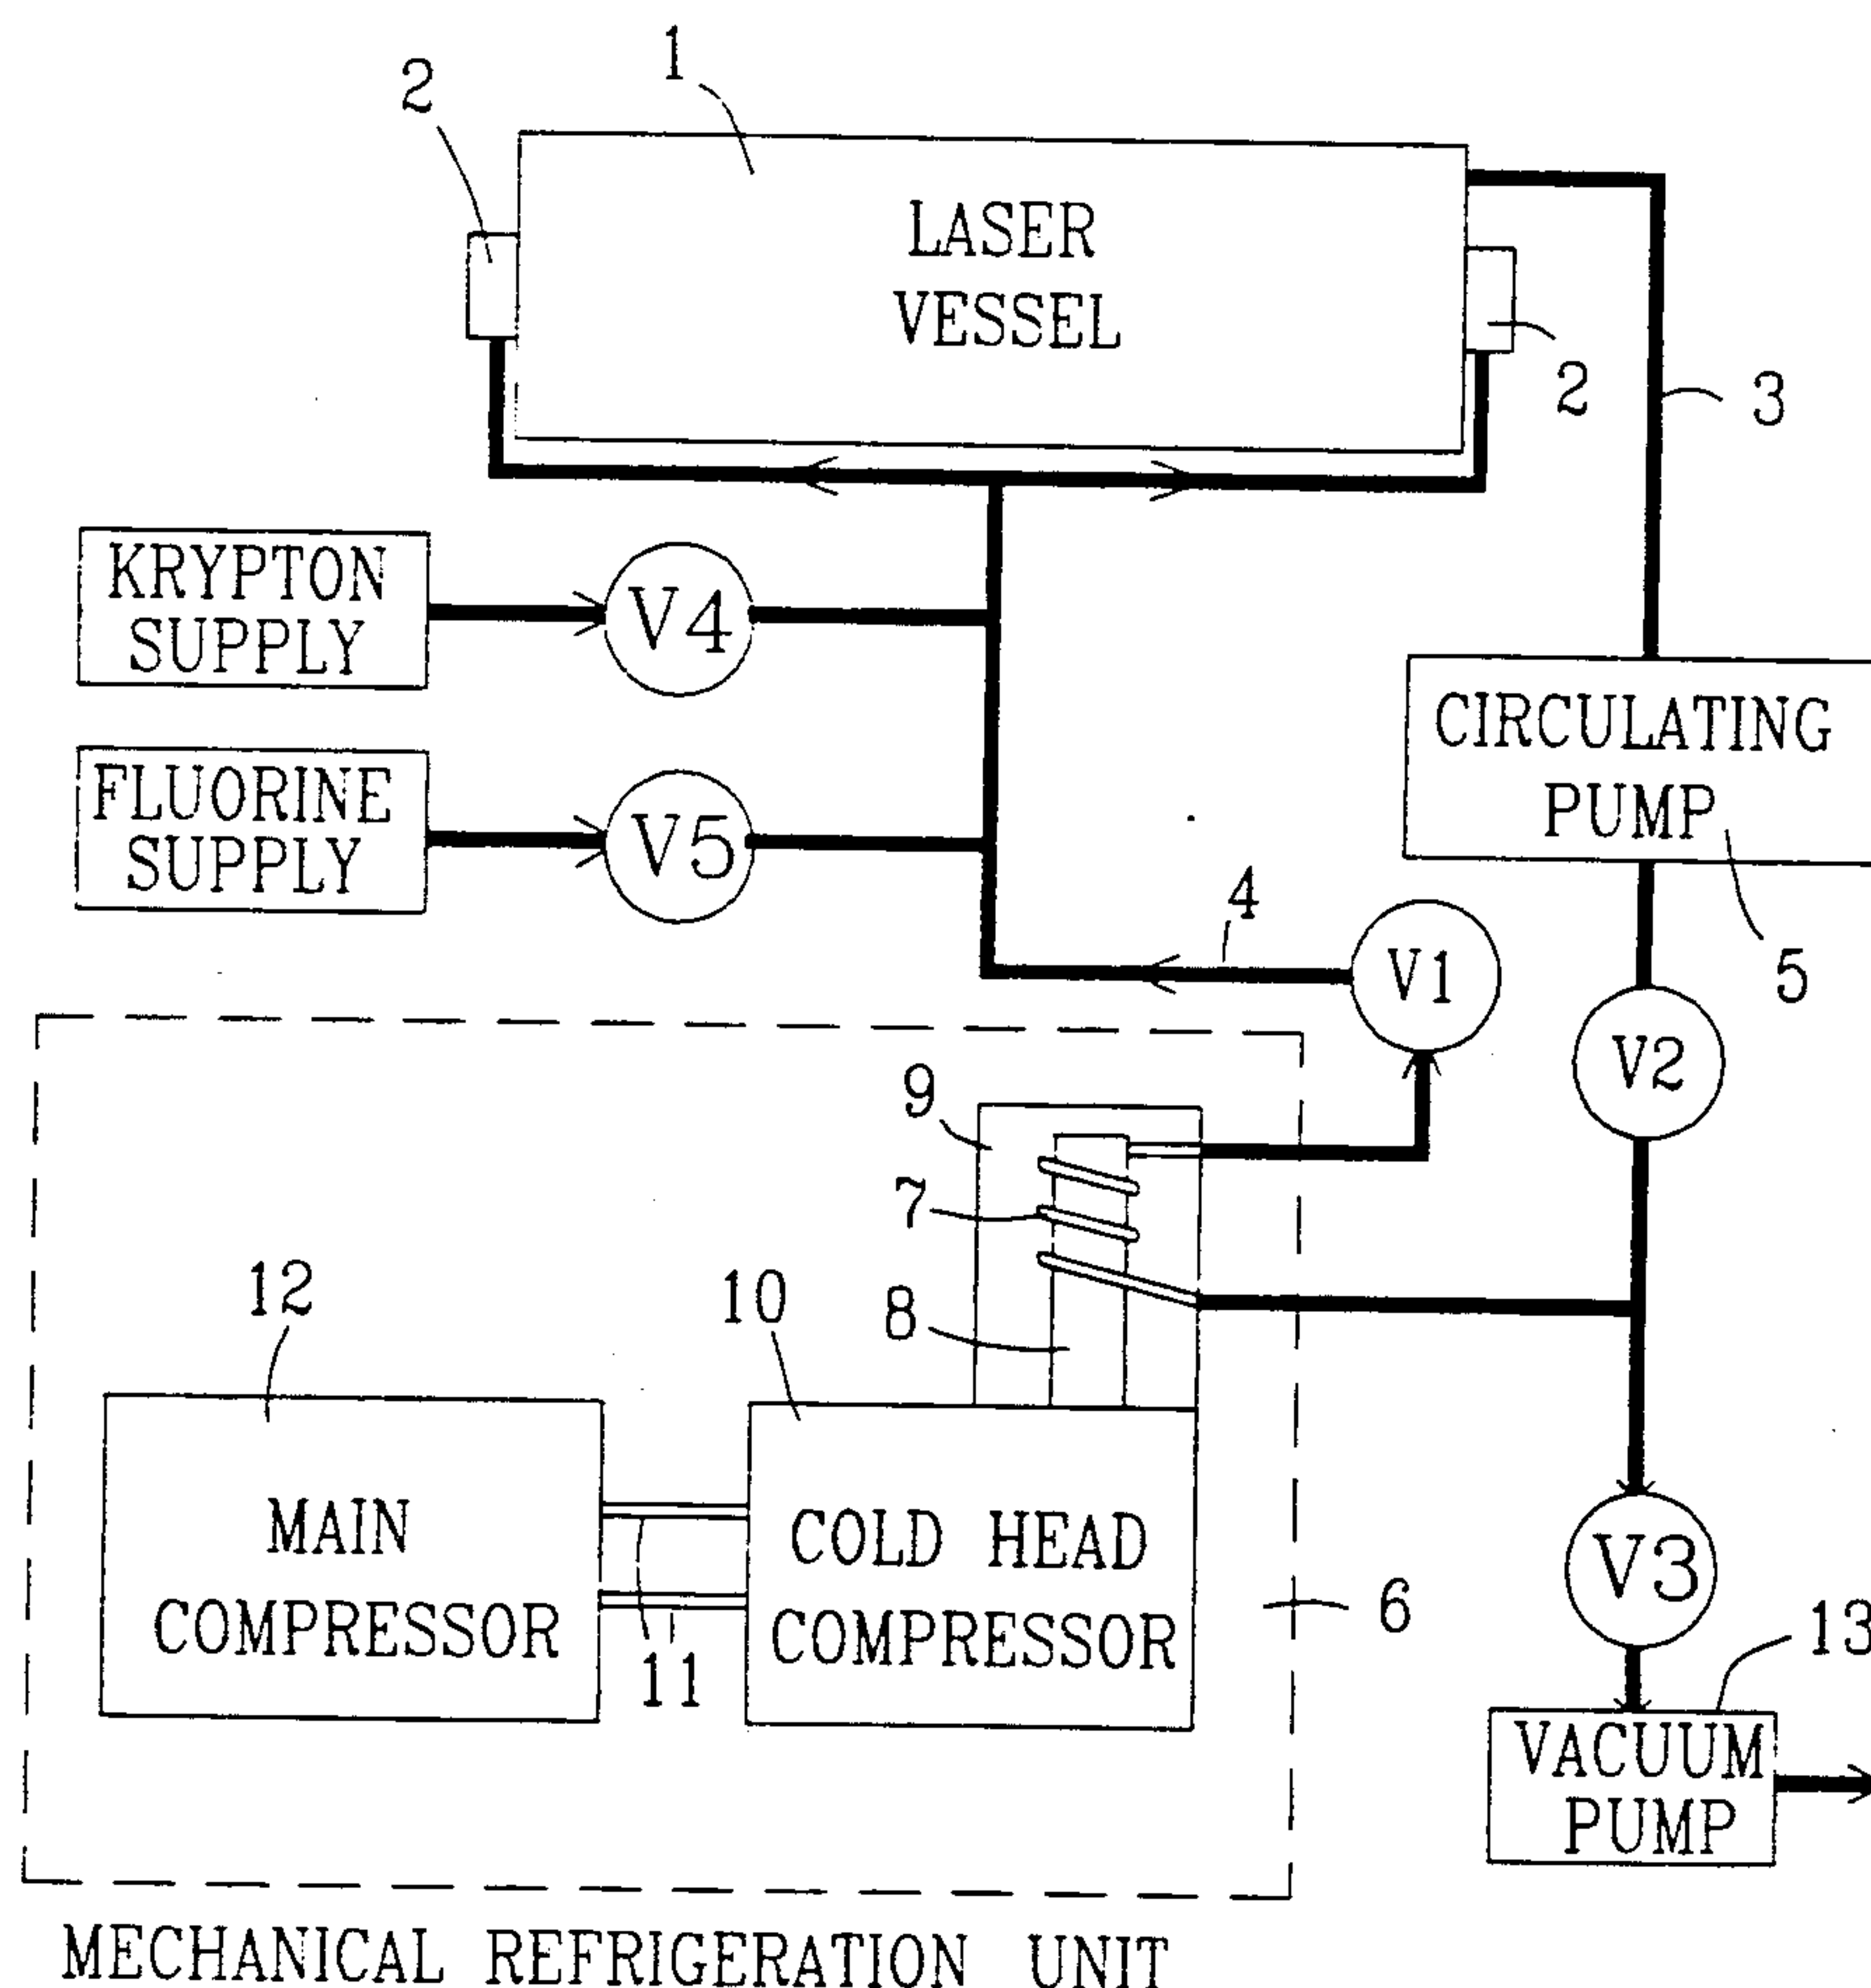 1
2
LASER
VESSEL
2
3
KRYPTON
SUPPLY
V4
CIRCULATING
PUMP
FLUORINE
SUPPLY
V5
4
V1
5
V2
9
7
12
10
8
MAIN
COMPRESSOR
COLD HEAD
COMPRESSOR
11
6
V3
13
VACUUM
PUMP
MECHANICAL REFRIGERATION UNIT